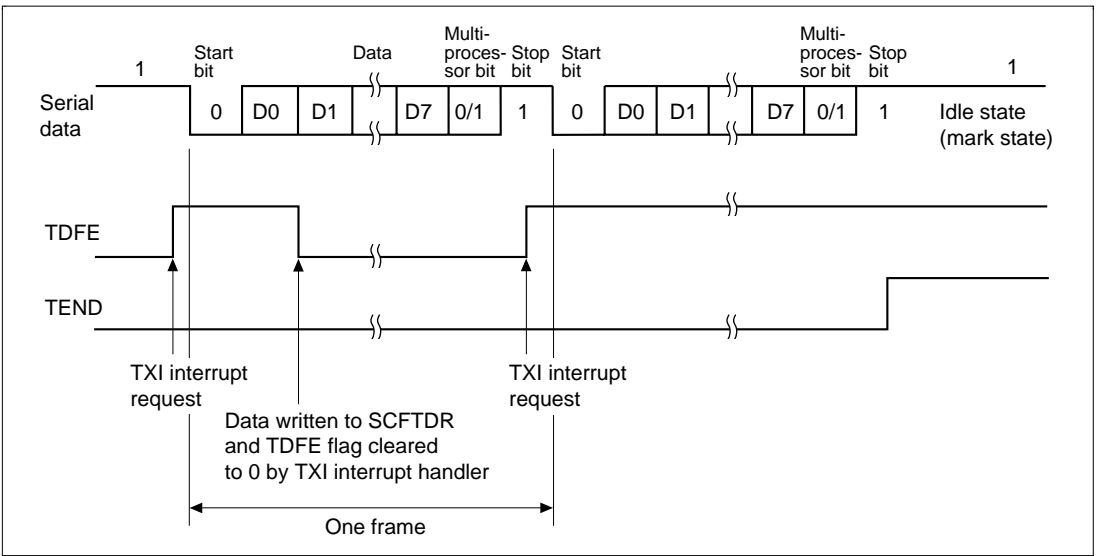 1
Start
bit
Data
Multi-
proces-
sor bit
Stop
bit
Start
bit
Multi-
proces-
sor bit
Stop
bit
1
Serial
data
0 D0 D1 D7 0/1 1 0 D0 D1 D7 0/1 1
Idle state
(mark state)
TDFE
TEND
TXI interrupt
request
TXI interrupt
request
Data written to SCFTDR
and TDFE flag cleared
to 0 by TXI interrupt handler
One frame